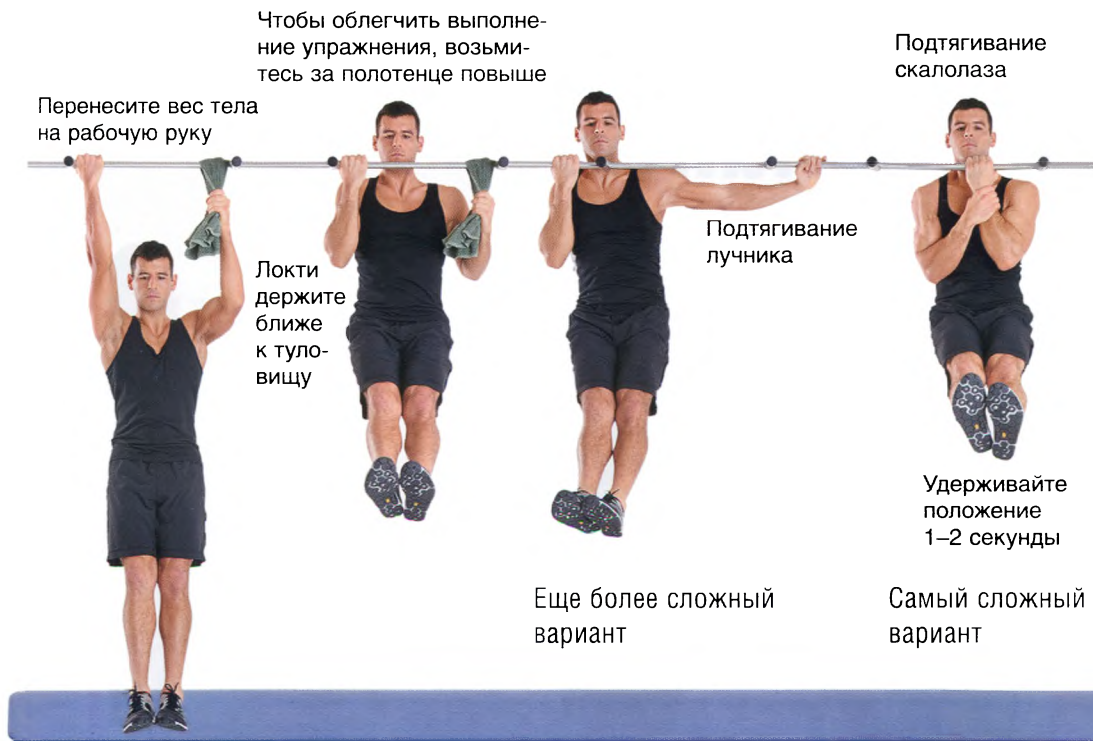 Чтобы облегчить выполне-
ние упражнения, возьми-
тесь за полотенце повыше
Подтягивание
скалолаза
Перенесите вес тела
на рабочую руку
Подтягивание
лучника
Локти
держите
ближе
к туло-
вищу
Удерживайте
положение
1–2 секунды
Еще более сложный
вариант
Самый сложный
вариант